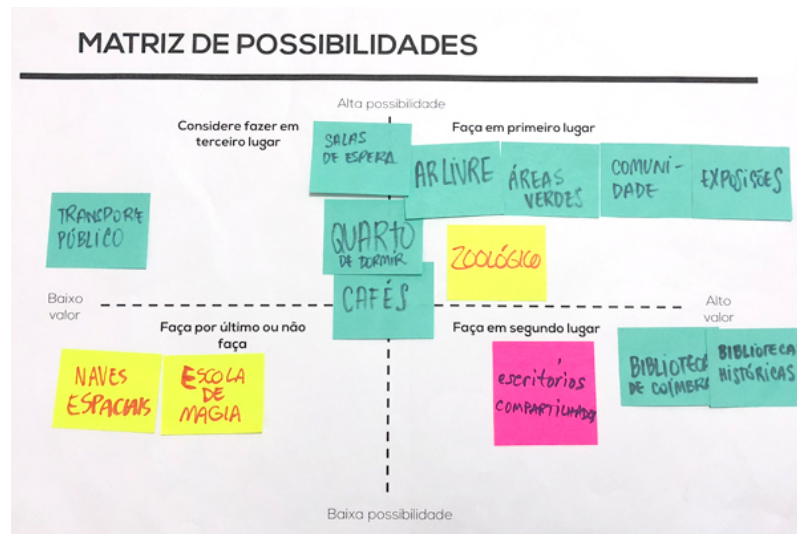 MATRIZ DE POSSIBILIDADES
Alta possibilidade
Considere fazer em
terceiro lugar
Faça em primeiro lugar
SALAS
DE ESPERA
AR LIVRE
ÁREAS
VERDES
COMUNI-
DADE
EXPOSIÇÕES
TRANSPORTE
PÚBLICO
QUARTO
DE DORMIR
ZOOLÓGICO
CAFÉS
Baixo
valor
Alto
valor
Faça por último ou não
faça
Faça em segundo lugar
NAVES
ESPACIAIS
ESCOLA
DE
MAGIA
escritórios
COMPARTILHADOS
BIBLIOTECA
DE COIMBRA
BIBLIOTECA
HISTÓRICAS
Baixa possibilidade